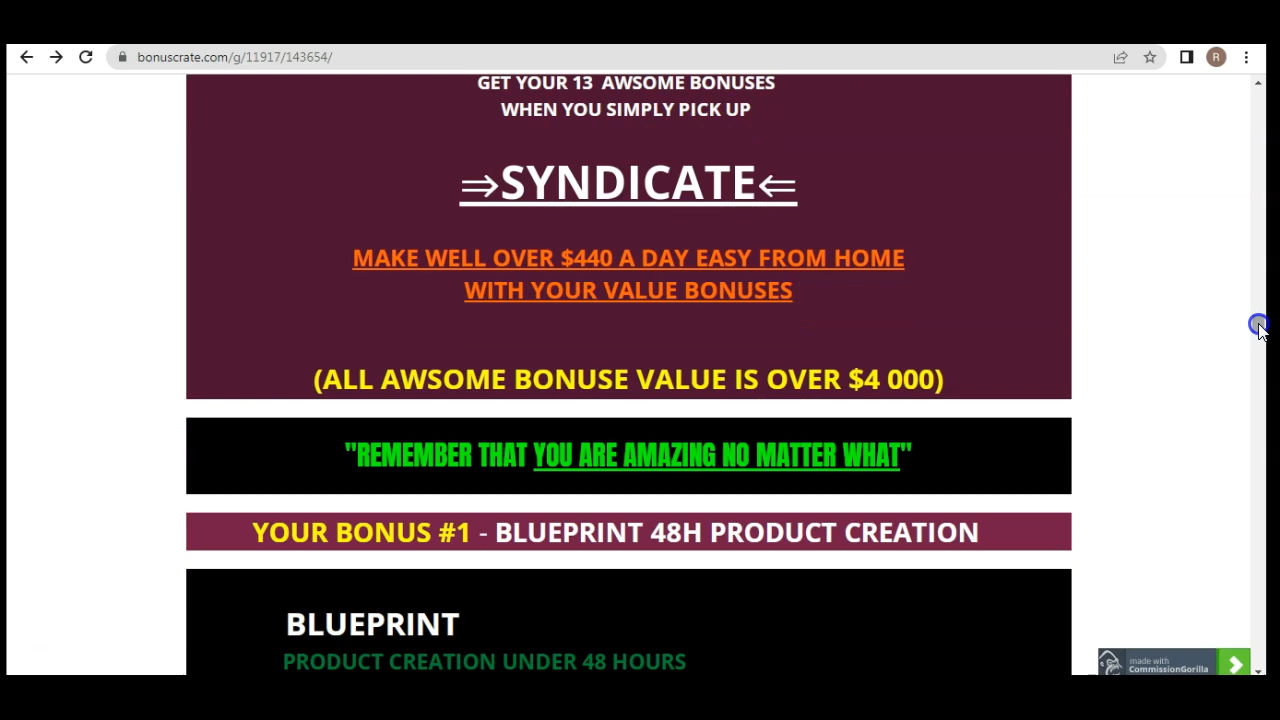 bonuscrate.com/g/11917/143654/
R
GET YOUR 13 AWSOME BONUSES
WHEN YOU SIMPLY PICK UP
⇒SYNDICATE⇐
MAKE WELL OVER $440 A DAY EASY FROM HOME
WITH YOUR VALUE BONUSES
(ALL AWSOME BONUSE VALUE IS OVER $4 000)
"REMEMBER THAT YOU ARE AMAZING NO MATTER WHAT"
YOUR BONUS #1 - BLUEPRINT 48H PRODUCT CREATION
BLUEPRINT
PRODUCT CREATION UNDER 48 HOURS
made with
CommissionGorilla